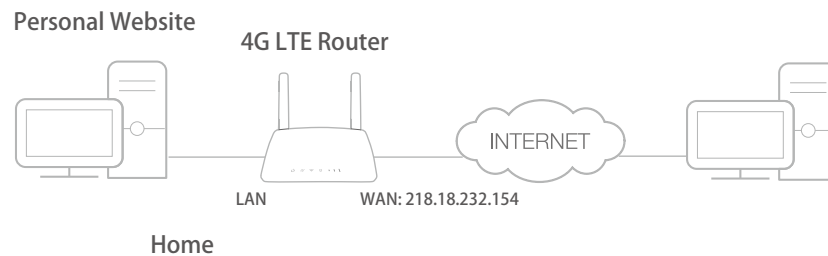 Personal Website
4G LTE Router
INTERNET
LAN
WAN: 218.18.232.154
Home